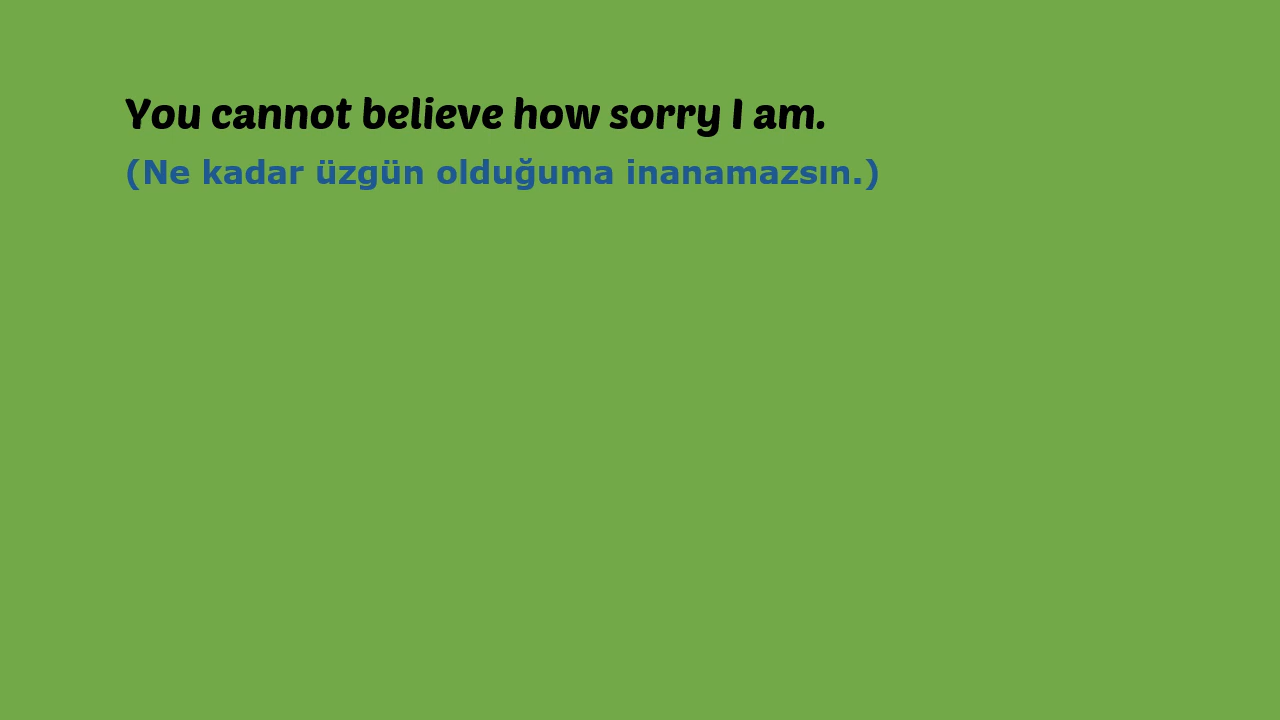 You cannot believe how sorry I am.
(Ne kadar üzgün olduğuma inanamazsın.)